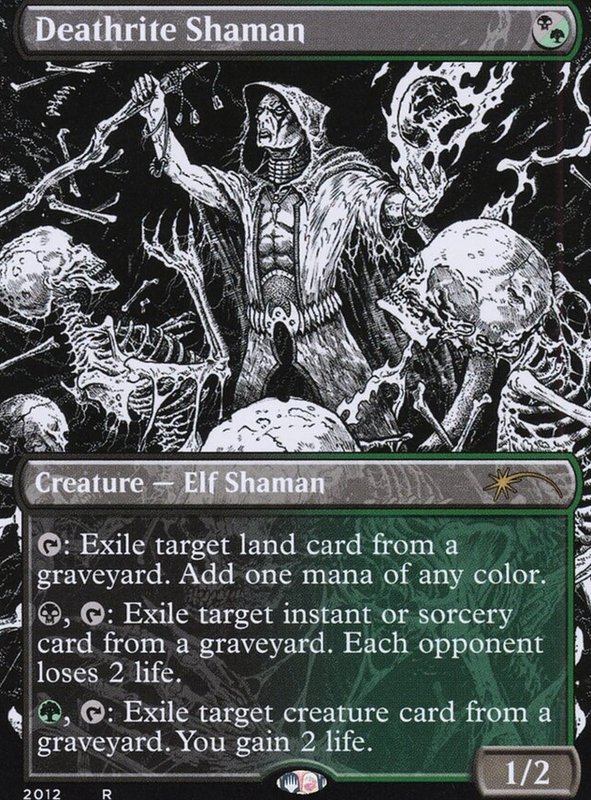 Deathrite Shaman
Creature — Elf Shaman
: Exile target land card from a
graveyard. Add one mana of any color.
, : Exile target instant or sorcery
card from a graveyard. Each opponent
loses 2 life.
, : Exile target creature card from a
graveyard. You gain 2 life.
1/2
2012 R